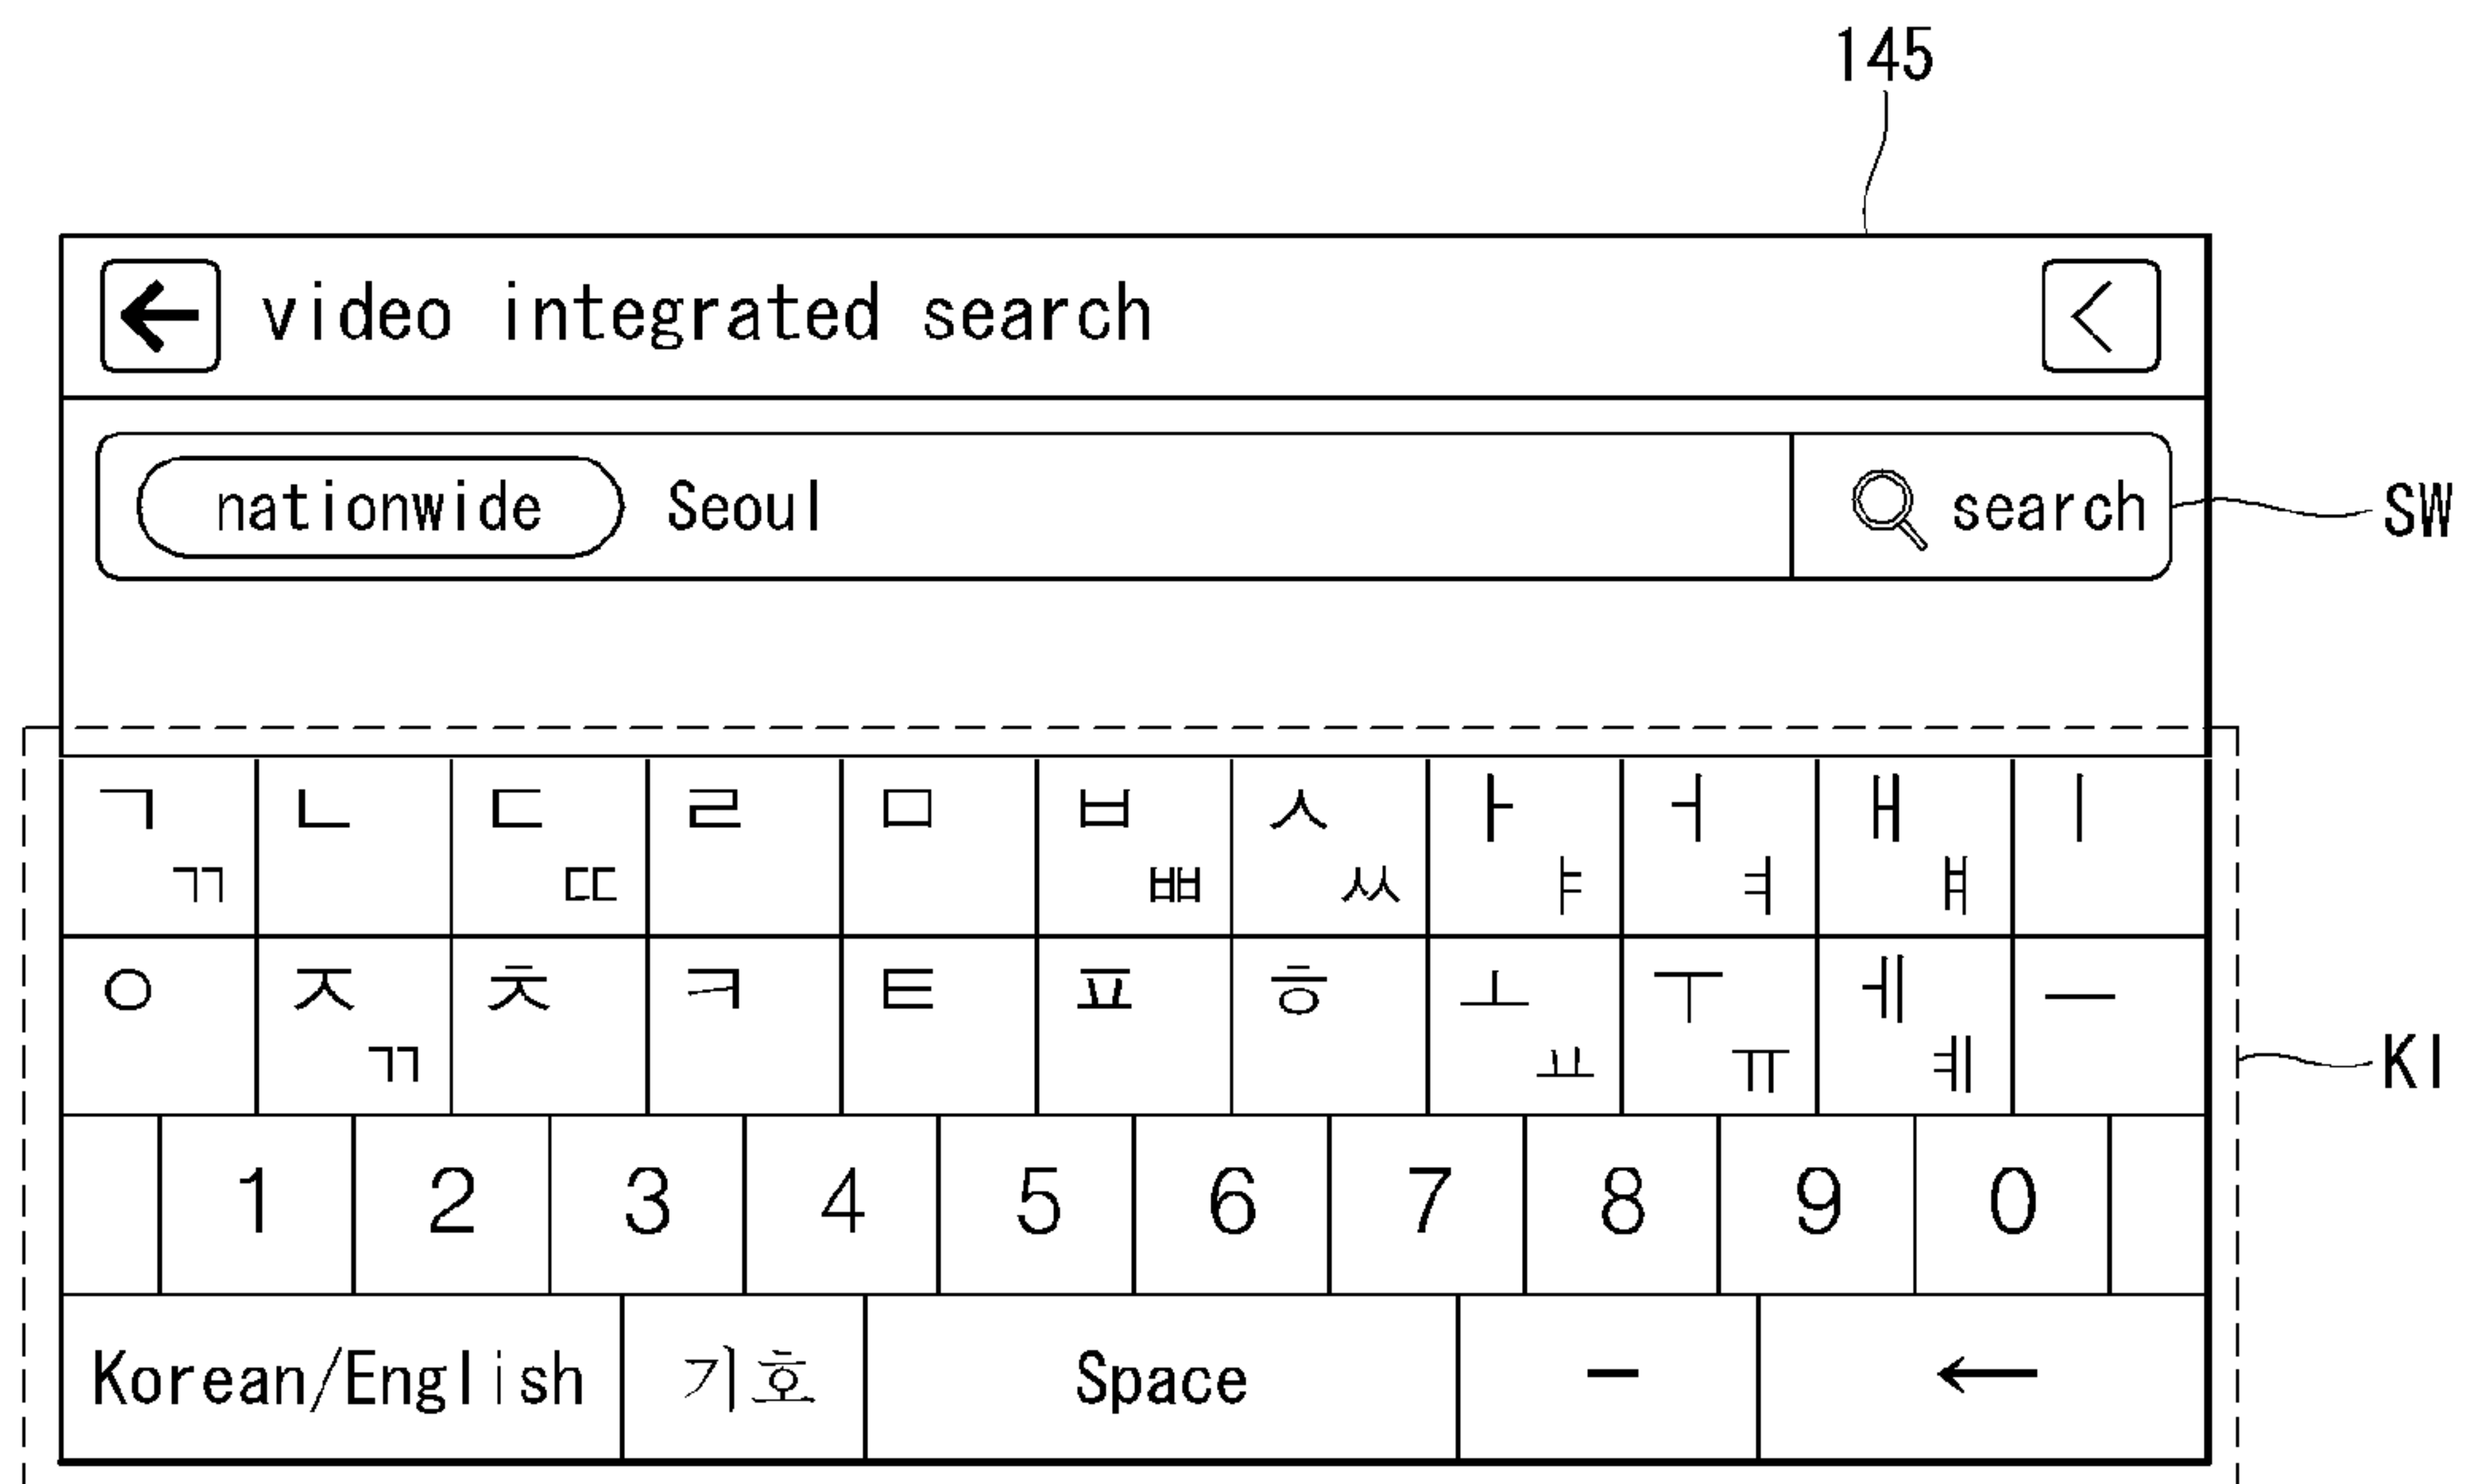 145
← video integrated search <
nationwide Seoul search SW
ㄱ ㄲ ㄴ ㄷ ㄸ ㄹ ㅁ ㅂ ㅃ ㅅ ㅆ ㅏ ㅑ ㅓ ㅕ ㅐ ㅒ ㅣ
ㅇ ㅈ ㄲ ㅊ ㅋ ㅌ ㅍ ㅎ ㅗ ㅛ ㅜ ㅠ ㅔ ㅖ ㅡ KI
1 2 3 4 5 6 7 8 9 0
Korean/English 기호 Space - ←